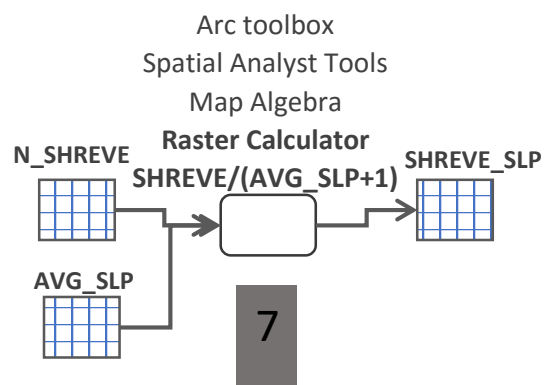 Arc toolbox
Spatial Analyst Tools
Map Algebra
Raster Calculator
N_SHREVE
SHREVE/(AVG_SLP+1)
SHREVE_SLP
AVG_SLP
7